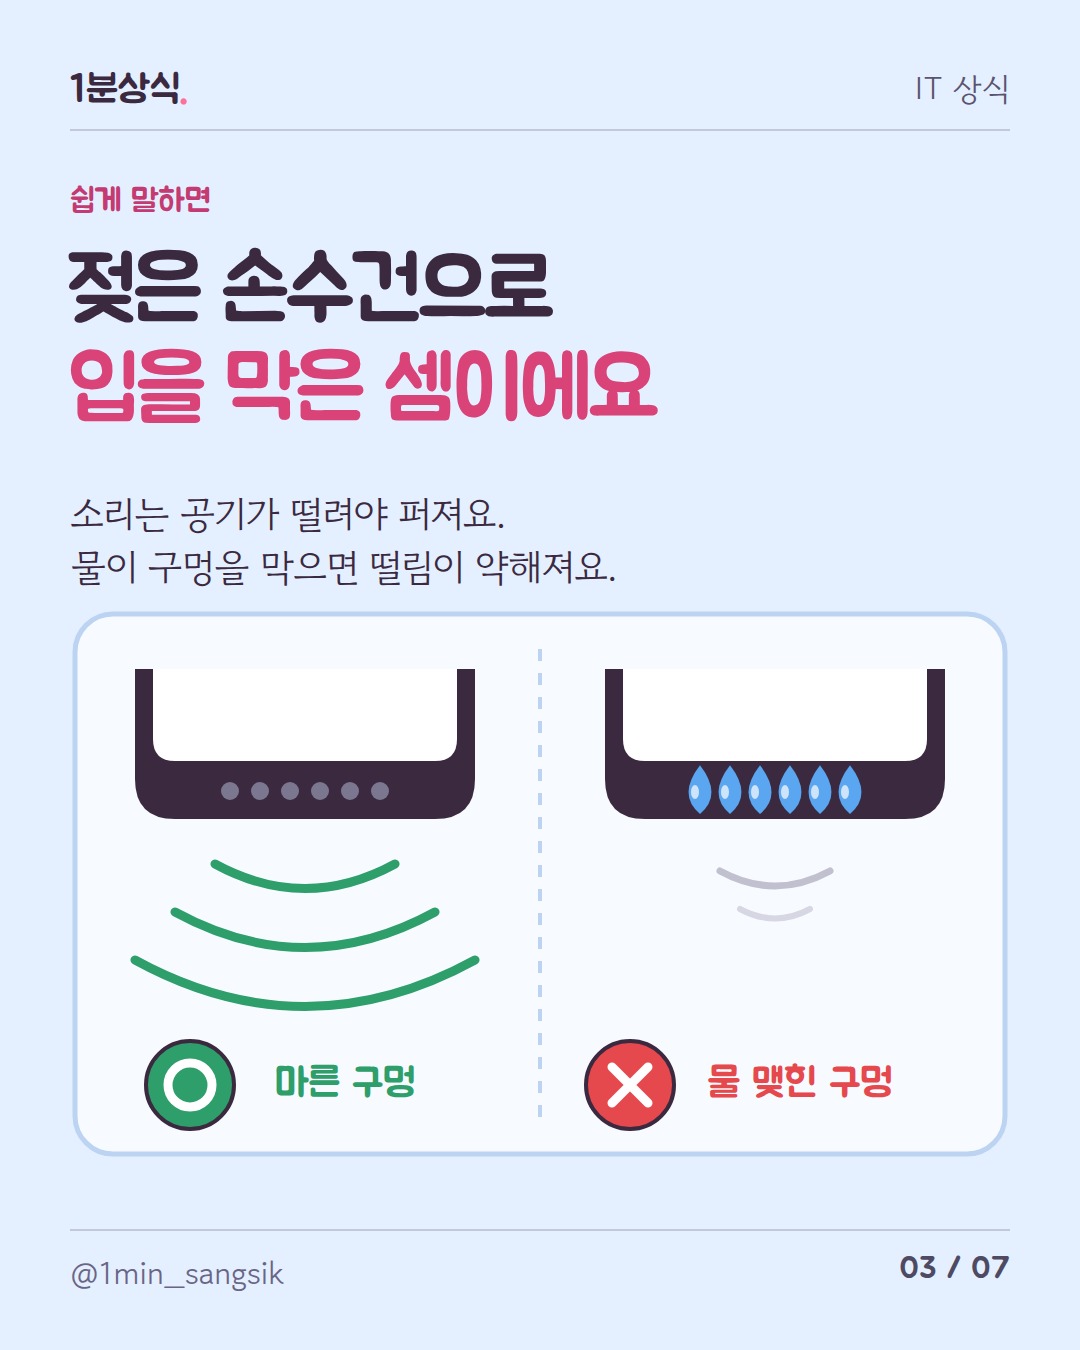 1분상식.
IT 상식
쉽게 말하면
젖은 손수건으로
입을 막은 셈이에요
소리는 공기가 떨려야 퍼져요.
물이 구멍을 막으면 떨림이 약해져요.
마른 구멍
물 맺힌 구멍
@1min_sangsik
03 / 07